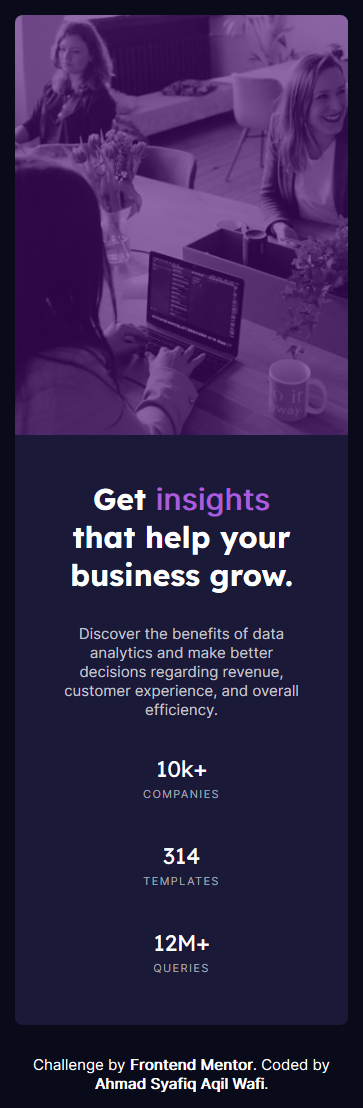 Get insights
that help your
business grow.
Discover the benefits of data
analytics and make better
decisions regarding revenue,
customer experience, and overall
efficiency.
10k+
COMPANIES
314
TEMPLATES
12M+
QUERIES
Challenge by Frontend Mentor. Coded by
Ahmad Syafiq Aqil Wafi.